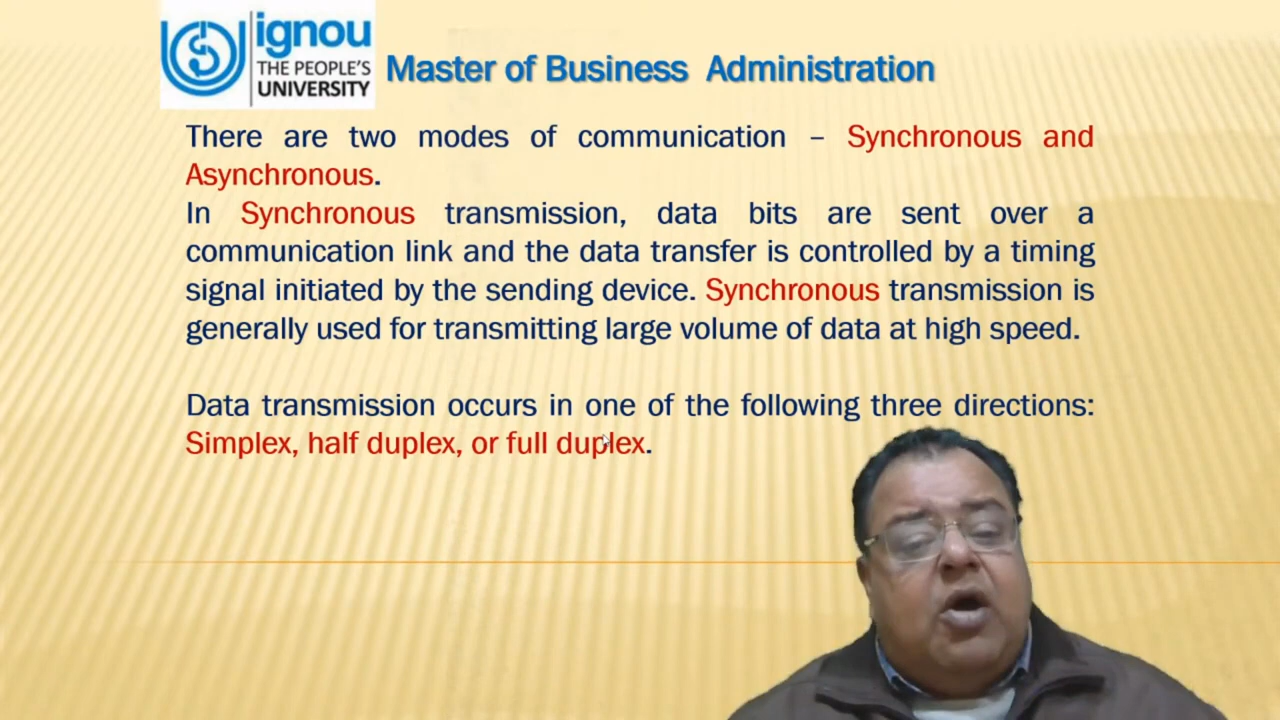 ignou
THE PEOPLE'S
UNIVERSITY
Master of Business Administration
There are two modes of communication – Synchronous and
Asynchronous.
In Synchronous transmission, data bits are sent over a
communication link and the data transfer is controlled by a timing
signal initiated by the sending device. Synchronous transmission is
generally used for transmitting large volume of data at high speed.
Data transmission occurs in one of the following three directions:
Simplex, half duplex, or full duplex.